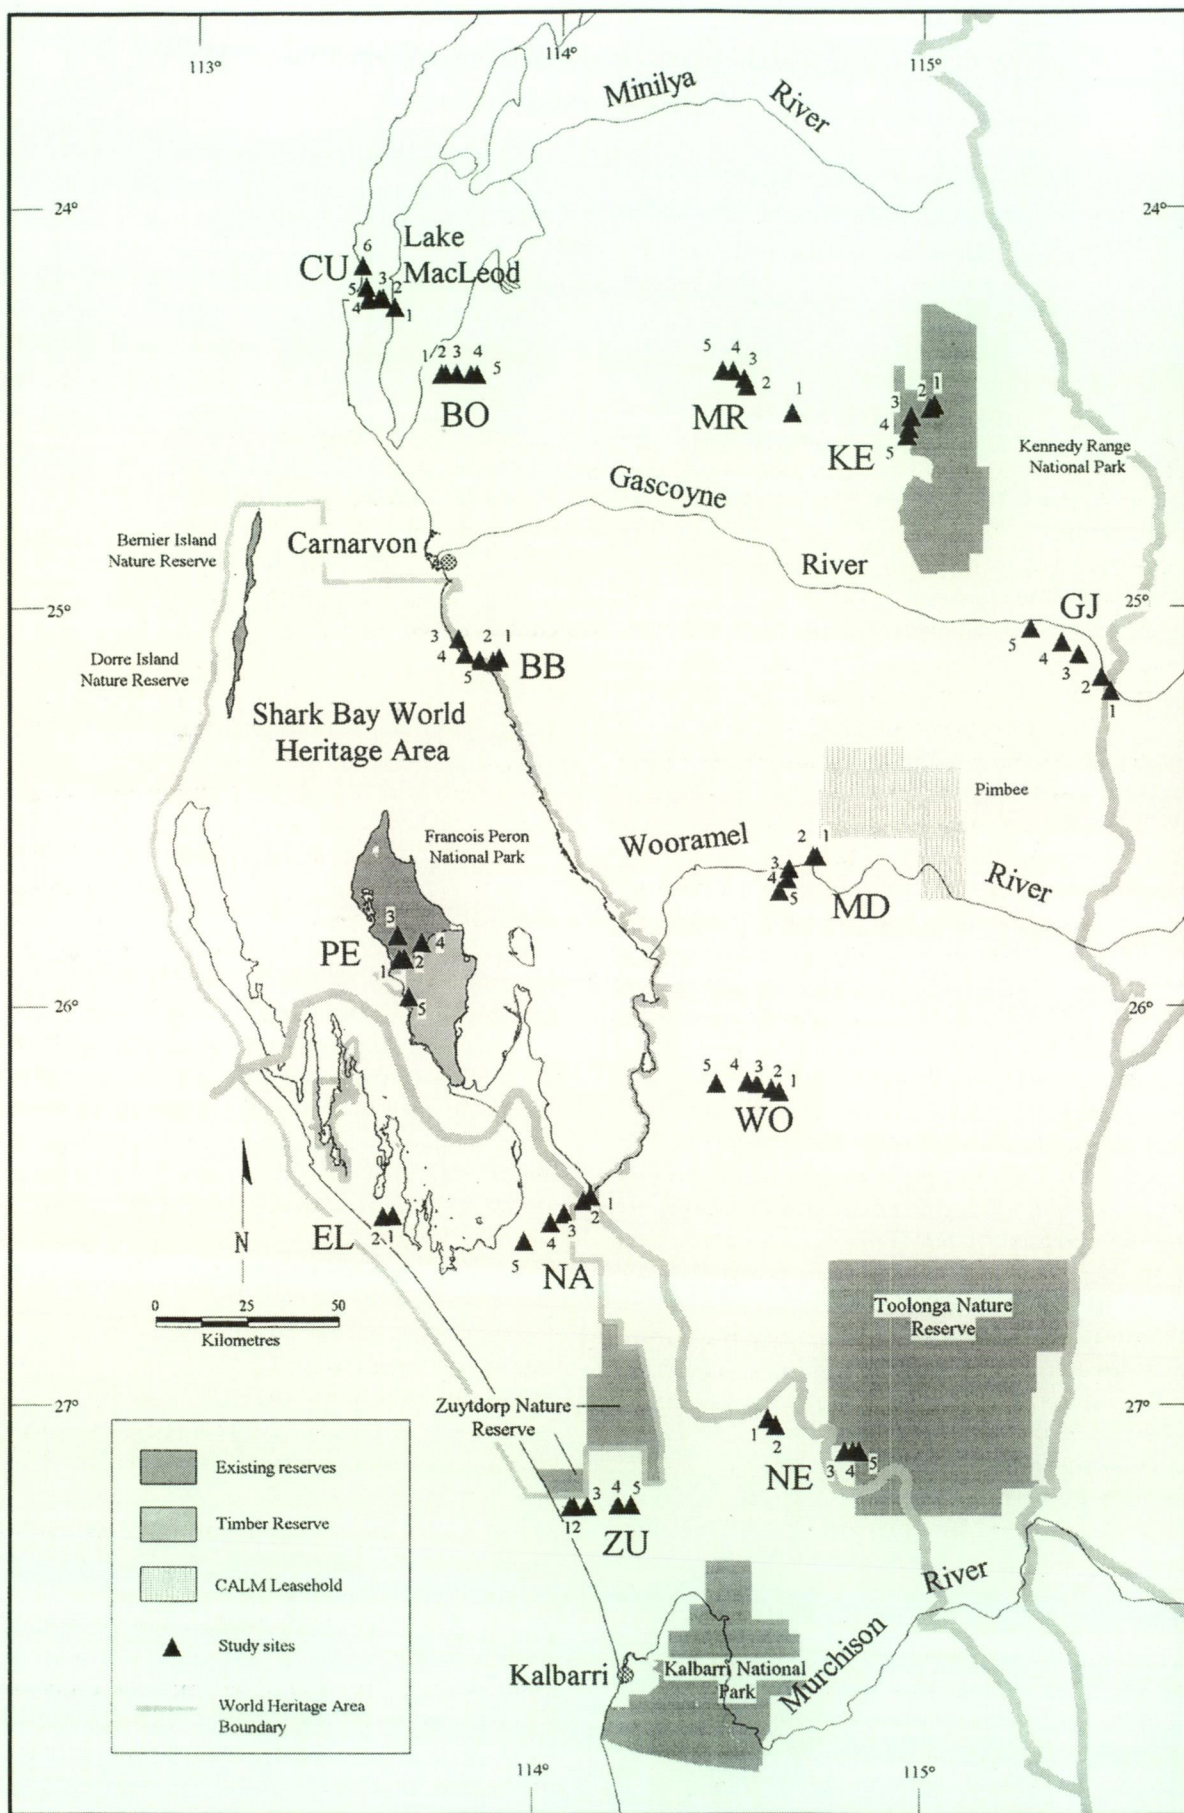 113°
114°
115°
Minilya
River
24°
24°
6
Lake
MacLeod
CU
5 3 2
4 1
1 2 3 4 5
BO
5 4 3
2 1
MR
1
2
3
4
5
KE
Kennedy Range
National Park
Gascoyne
River
Bernier Island
Nature Reserve
Carnarvon
25°
25°
GJ
5
4
3
2
1
3 2 1
4
5
BB
Dorre Island
Nature Reserve
Shark Bay World
Heritage Area
Pimbee
Francois Peron
National Park
Wooramel
River
2 1
3
4
5
MD
3
4
PE
1 2
5
26°
26°
5 4 3 2 1
WO
EL
2 1
1
2
3
4
5
NA
N
0 25 50
Kilometres
Toolonga Nature
Reserve
Zuytdorp Nature
Reserve
27°
27°
1
2
NE
3 4 5
3 4 5
12
ZU
River
Murchison
Kalbarri
Kalbarri National
Park
Existing reserves
Timber Reserve
CALM Leasehold
Study sites
World Heritage Area
Boundary
114°
115°